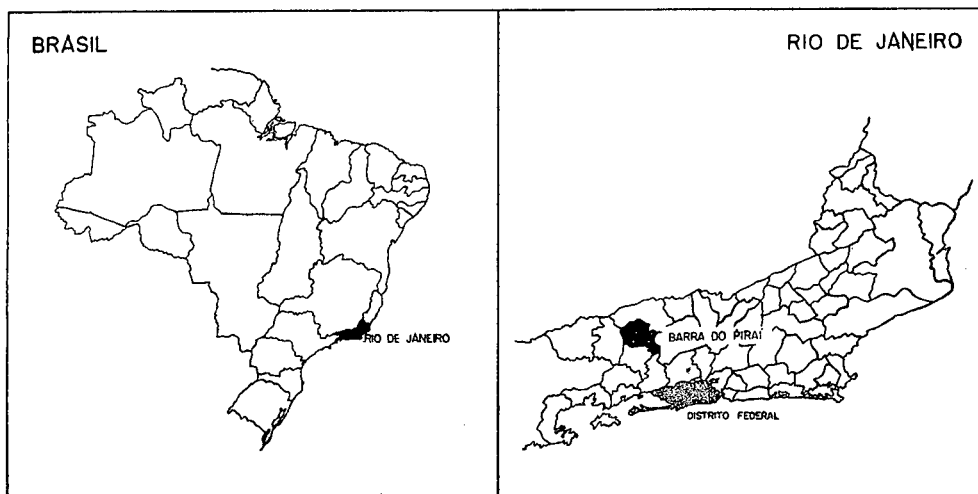 BRASIL
RIO DE JANEIRO
RIO DE JANEIRO
BARRA DO PIRAÍ
DISTRITO FEDERAL